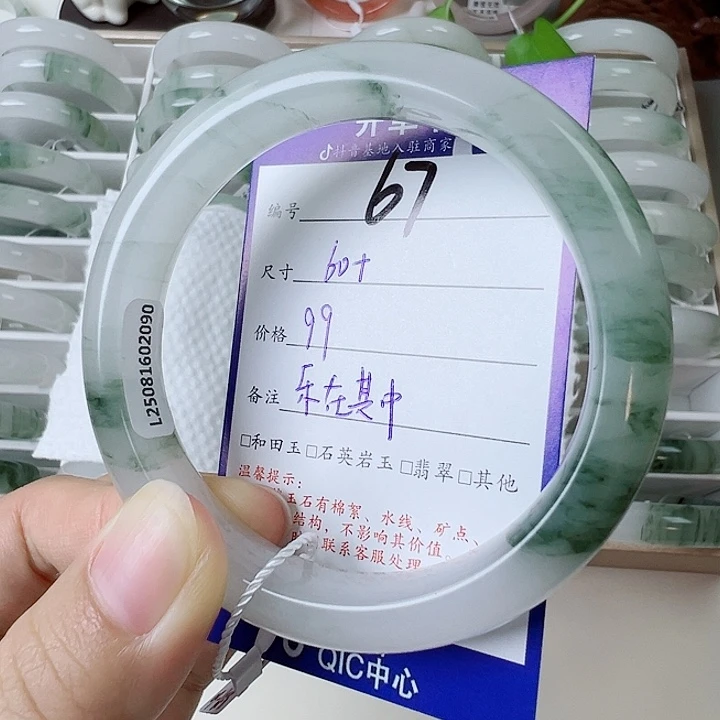 抖音基地入驻商家
编号 67
尺寸 60+
价格 99
备注 乐在其中
□和田玉□石英岩玉□翡翠□其他
温馨提示:
玉石有棉絮、水线、矿点、
结构,不影响其价值。
联系客服处理
QIC中心
L25081602090